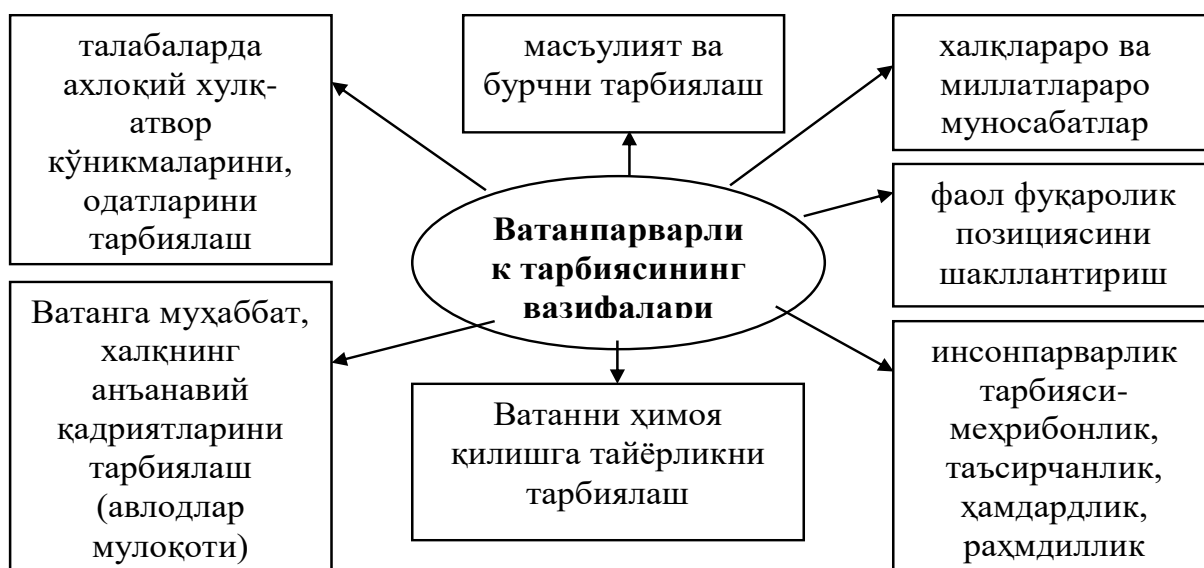 талабаларда
ахлоқий хулқ-
атвор
кўникмаларини,
одатларини
тарбиялаш
масъулият ва
бурчни тарбиялаш
халқлараро ва
миллатлараро
муносабатлар
фаол фуқаролик
позициясини
шакллантириш
Ватанпарварли
к тарбиясининг
вазифалари
Ватанга муҳаббат,
халқнинг
анъанавий
қадриятларини
тарбиялаш
(авлодлар
мулоқоти)
Ватанни ҳимоя
қилишга тайёрликни
тарбиялаш
инсонпарварлик
тарбияси-
меҳрибонлик,
таъсирчанлик,
ҳамдардлик,
раҳмдиллик